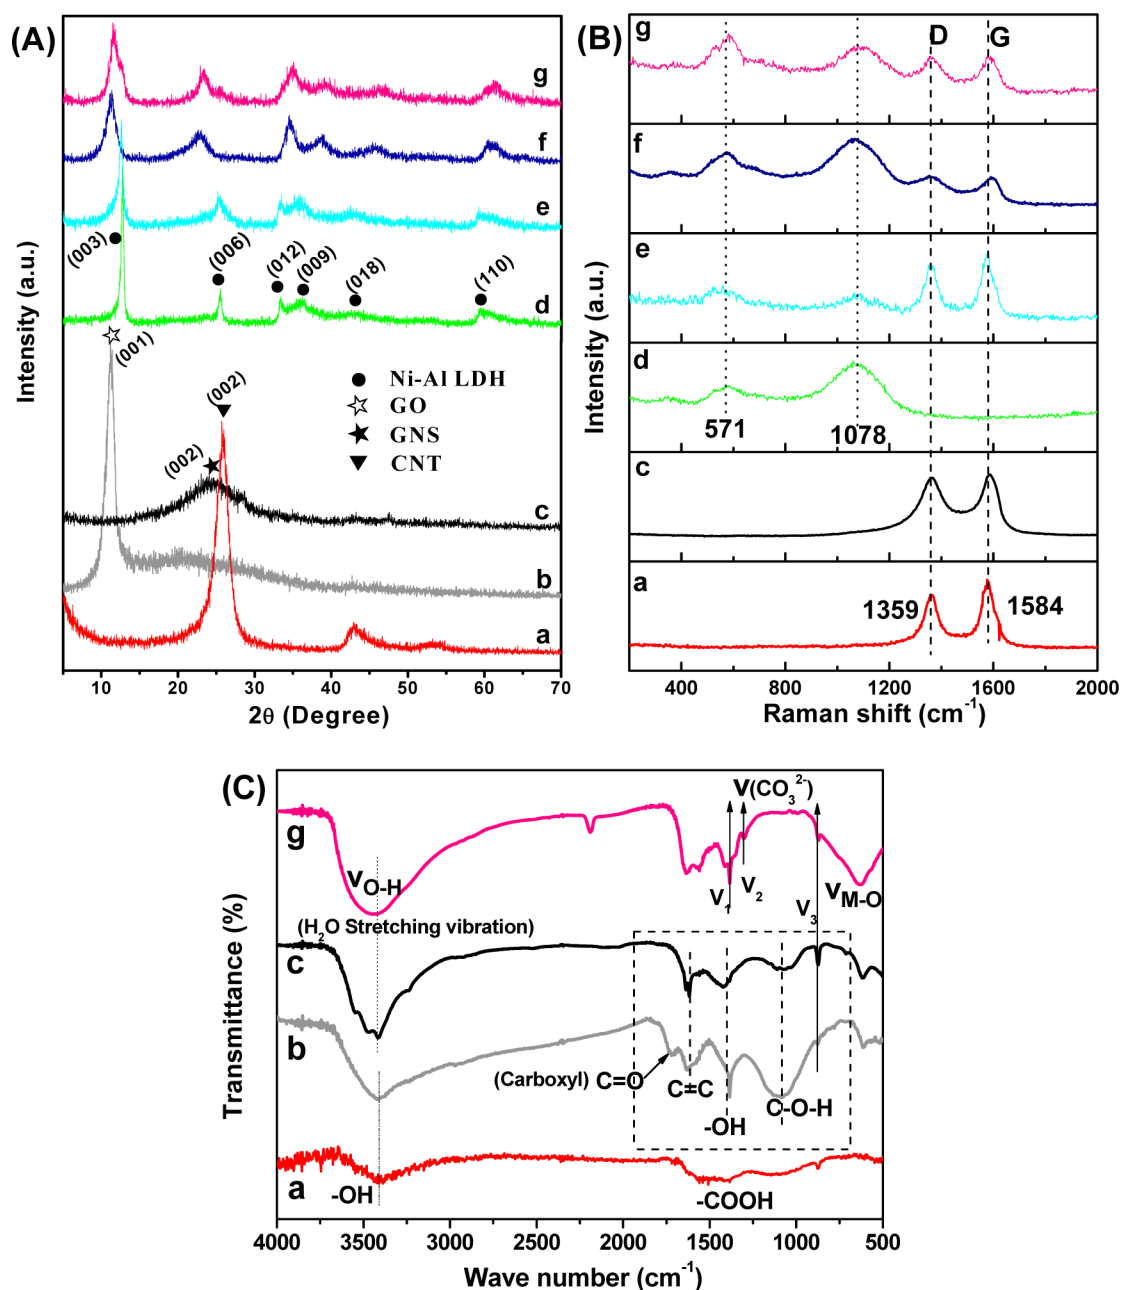 (A)
g
f
e
d
c
b
a
(003)
(006)
(012)
(009)
(018)
(110)
(001)
(002)
(002)
Ni-Al LDH
GO
GNS
CNT
Intensity (a.u.)
10 20 30 40 50 60 70
2θ (Degree)
(B)
g
D
G
f
e
d
571
1078
c
a
1359
1584
Intensity (a.u.)
400 800 1200 1600 2000
Raman shift (cm⁻¹)
(C)
g
ν(CO₃²⁻)
ν_O-H
V₁
V₂
V₃
ν_M-O
(H₂O Stretching vibration)
c
b
(Carboxyl) C=O
C=C
-OH
C-O-H
a
-OH
-COOH
Transmittance (%)
4000 3500 3000 2500 2000 1500 1000 500
Wave number (cm⁻¹)